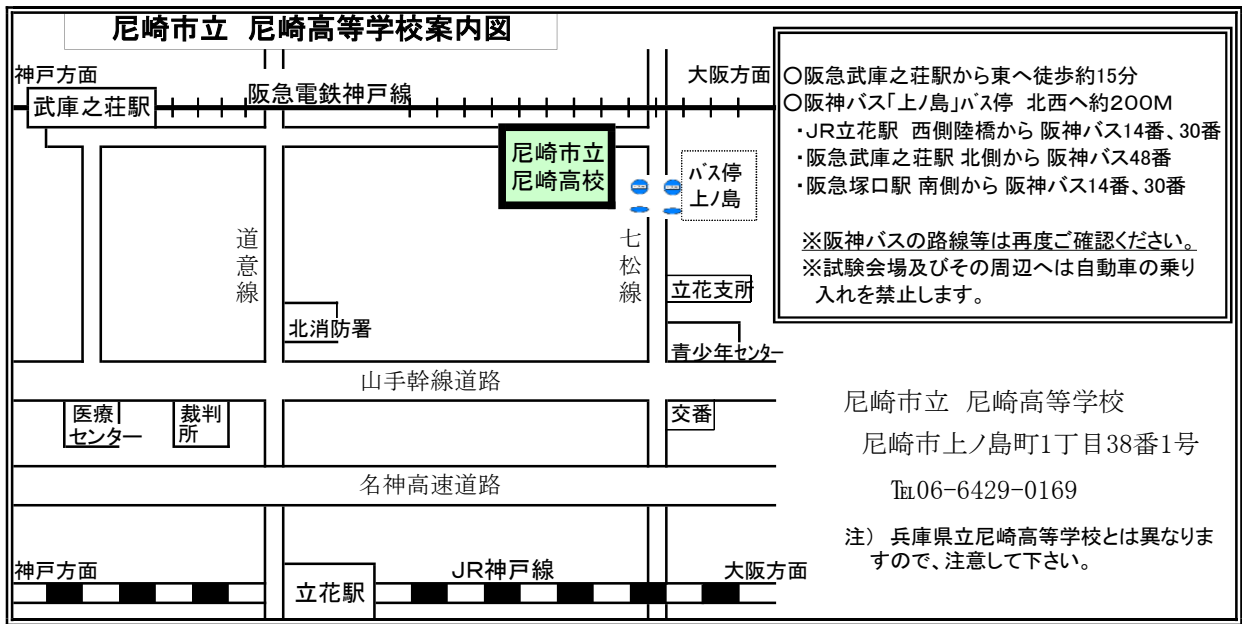 尼崎市立 尼崎高等学校案内図
神戸方面
大阪方面
武庫之荘駅
阪急電鉄神戸線
尼崎市立
尼崎高校
バス停
上ノ島
道意線
七松線
立花支所
北消防署
青少年センター
山手幹線道路
医療
センター
裁判
所
交番
名神高速道路
神戸方面
JR神戸線
大阪方面
立花駅
○阪急武庫之荘駅から東へ徒歩約15分
○阪神バス「上ノ島」バス停 北西へ約200M
・JR立花駅 西側陸橋から 阪神バス14番、30番
・阪急武庫之荘駅 北側から 阪神バス48番
・阪急塚口駅 南側から 阪神バス14番、30番
※阪神バスの路線等は再度ご確認ください。
※試験会場及びその周辺へは自動車の乗り
入れを禁止します。
尼崎市立 尼崎高等学校
尼崎市上ノ島町1丁目38番1号
℡06-6429-0169
注) 兵庫県立尼崎高等学校とは異なりま
すので、注意して下さい。